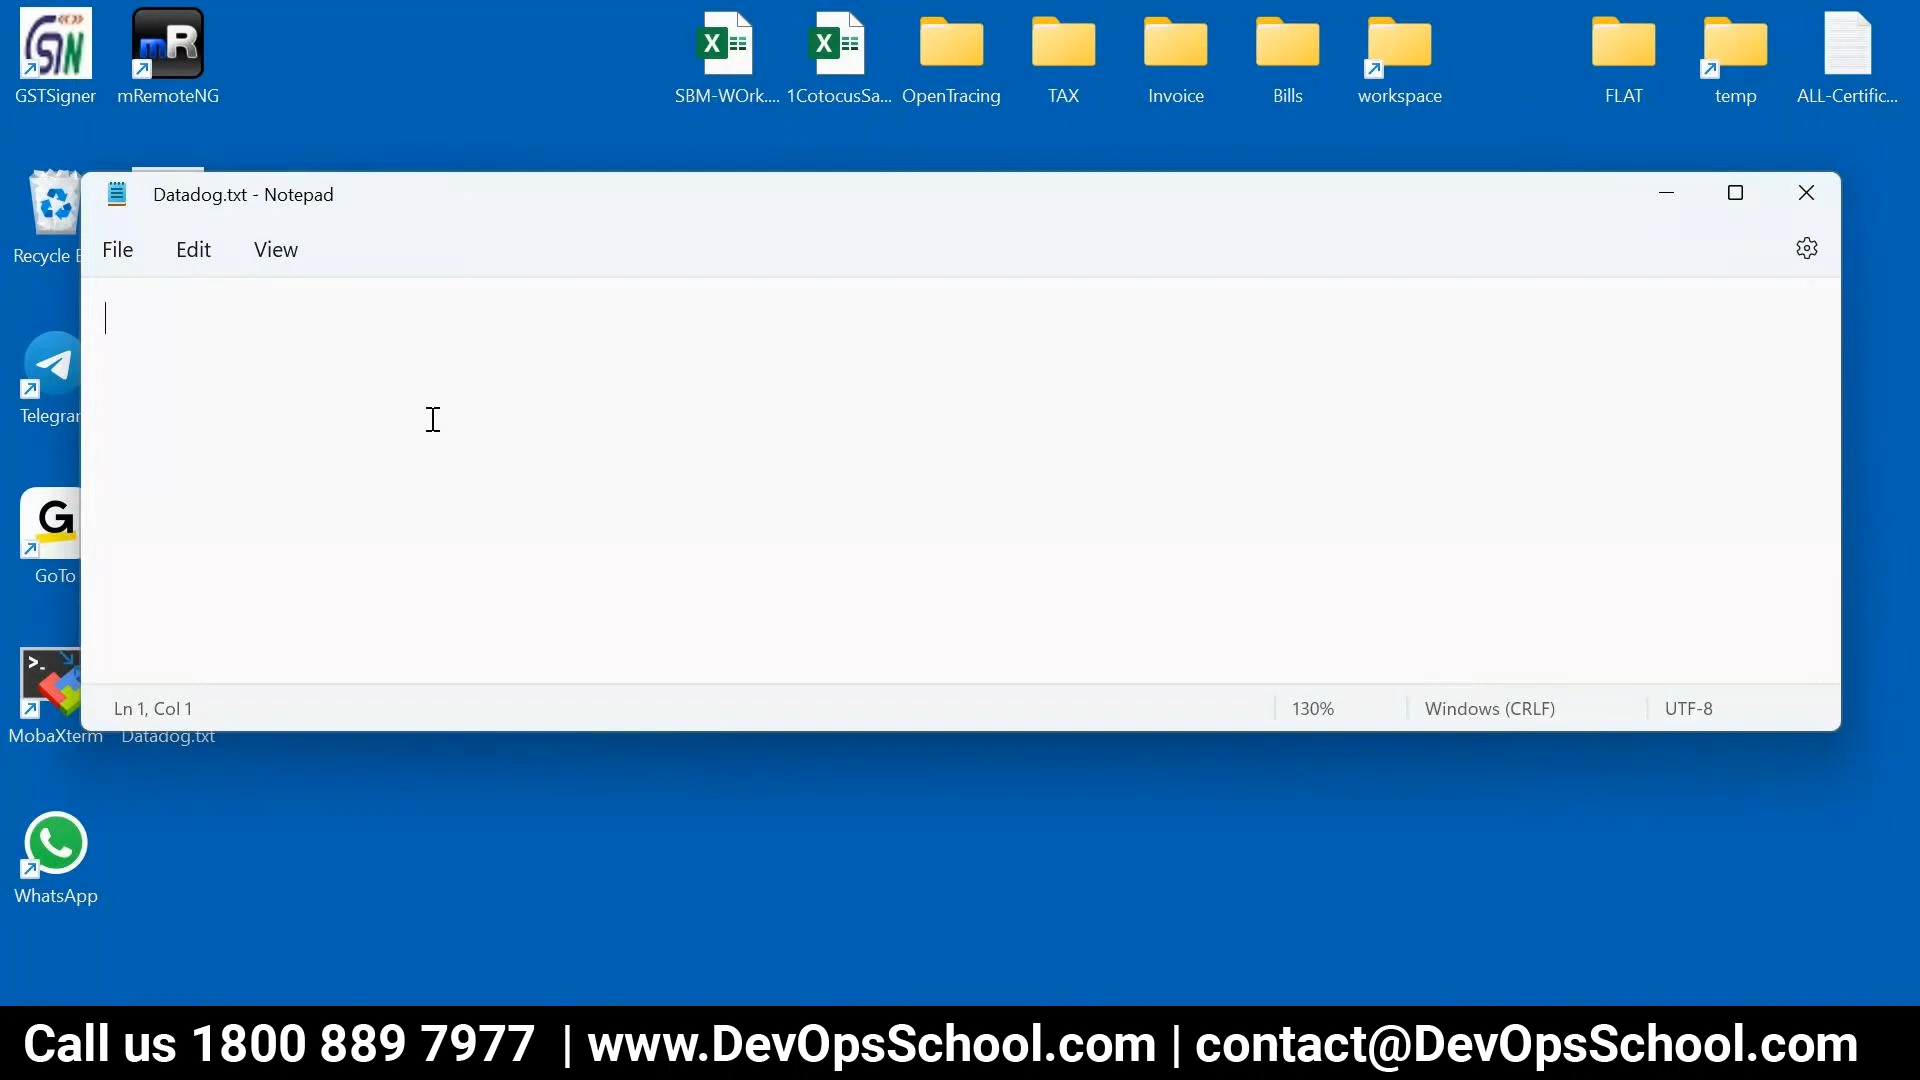 GSTSigner
mRemoteNG
SBM-WOrk....
1CotocusSa...
OpenTracing
TAX
Invoice
Bills
workspace
FLAT
temp
ALL-Certific...
Datadog.txt - Notepad
File
Edit
View
Recycle
Telegra
GoTo
MobaXterm
Ln 1, Col 1
130%
Windows (CRLF)
UTF-8
Datadog.txt
WhatsApp
Call us 1800 889 7977 | www.DevOpsSchool.com | contact@DevOpsSchool.com